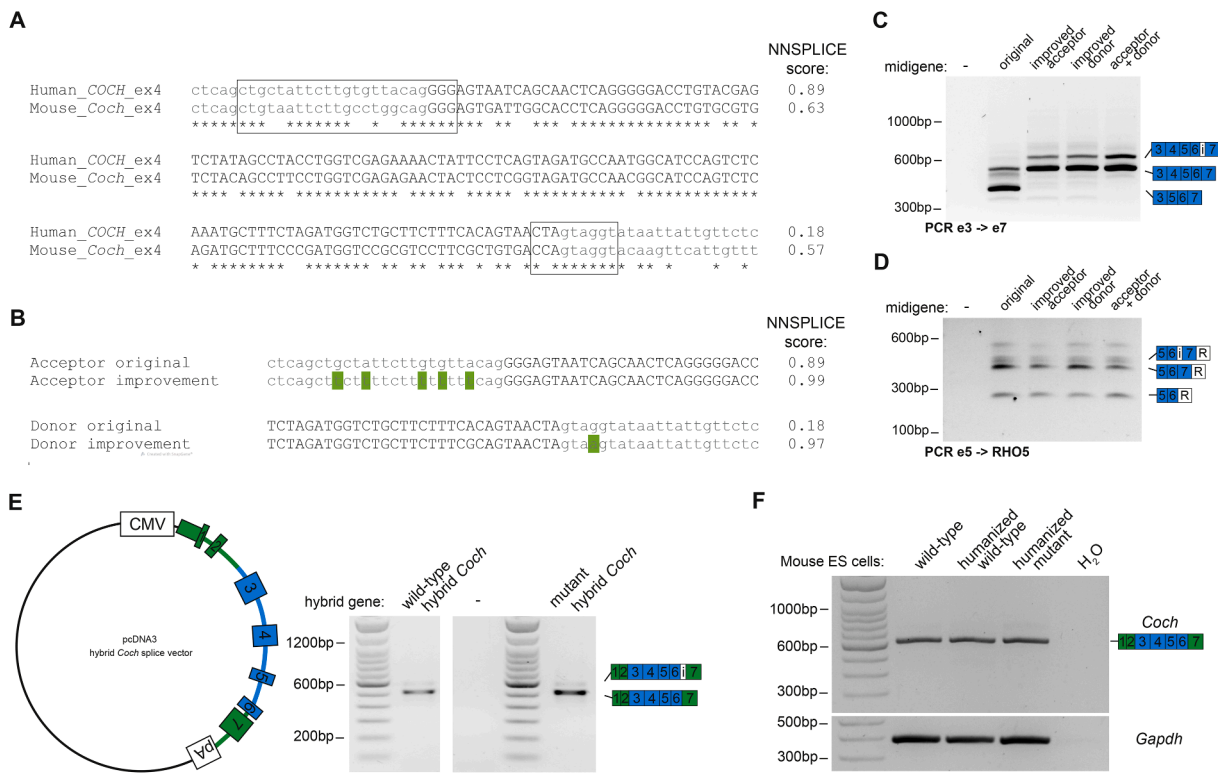 A
NNSPLICE
score:
Human_COCH_ex4 ctcagctgctattcttgtgttacagGGGAGTAATCAGCAACTCAGGGGGACCTGTACGAG 0.89
Mouse_COCH_ex4 ctcagctgtaattcttgcctggcagGGGAGTGATTGGCACCTCAGGGGGACCTGTGCGTG 0.63
Human_COCH_ex4 TCTATAGCCTACCTGGTCGAGAAAACTATTCCTCAGTAGATGCCAATGGCATCCAGTCTC
Mouse_COCH_ex4 TCTACAGCCTTCCTGGTCGAGAGAACTACTCCTCGGTAGATGCCAACGGCATCCAGTCTC
Human_COCH_ex4 AAATGCTTTCTAGATGGTCTGCTTCTTTCACAGTAACTAgtaggtataattattgttctc 0.18
Mouse_COCH_ex4 AGATGCTTTCCCGATGGTCCGCGTCCTTCGCTGTGACCAgtaggtacaagttcattgttt 0.57
B
NNSPLICE
score:
Acceptor original ctcagctgctattcttgtgttacagGGGAGTAATCAGCAACTCAGGGGGACC 0.89
Acceptor improvement 0.99
Donor original TCTAGATGGTCTGCTTCTTTCACAGTAACTAgtaggtataattattgttctc 0.18
Donor improvement 0.97
C
midigene: - original improved acceptor improved donor acceptor + donor
1000bp
600bp
300bp
3 4 5 6 i 7
3 4 5 6 7
3 5 6 7
PCR e3 -> e7
D
midigene: - original improved acceptor improved donor acceptor + donor
600bp
300bp
100bp
5 6 i 7 R
5 6 7 R
5 6 R
PCR e5 -> RHO5
E
CMV
1
2
3
4
5
6
7
pA
pcDNA3
hybrid Coch splice vector
hybrid gene: wild-type hybrid Coch - mutant hybrid Coch
1200bp
600bp
200bp
1 2 3 4 5 6 i 7
1 2 3 4 5 6 7
F
Mouse ES cells: wild-type humanized wild-type humanized mutant H2O
1000bp
600bp
300bp
Coch
1 2 3 4 5 6 7
500bp
300bp
Gapdh